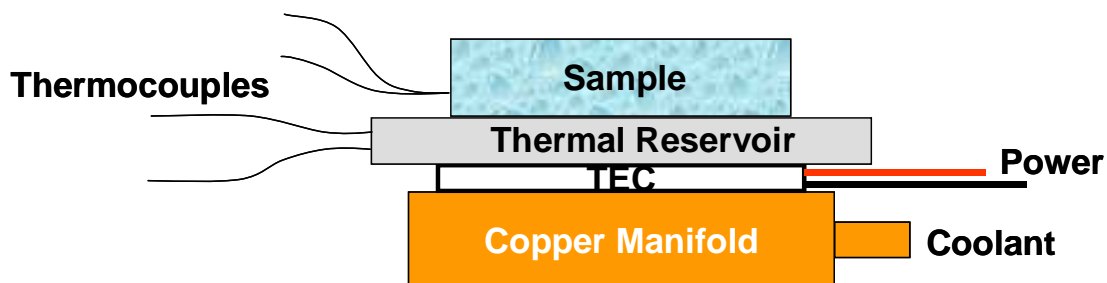 Sample
Thermocouples
Thermal Reservoir
Power
TEC
Copper Manifold
Coolant